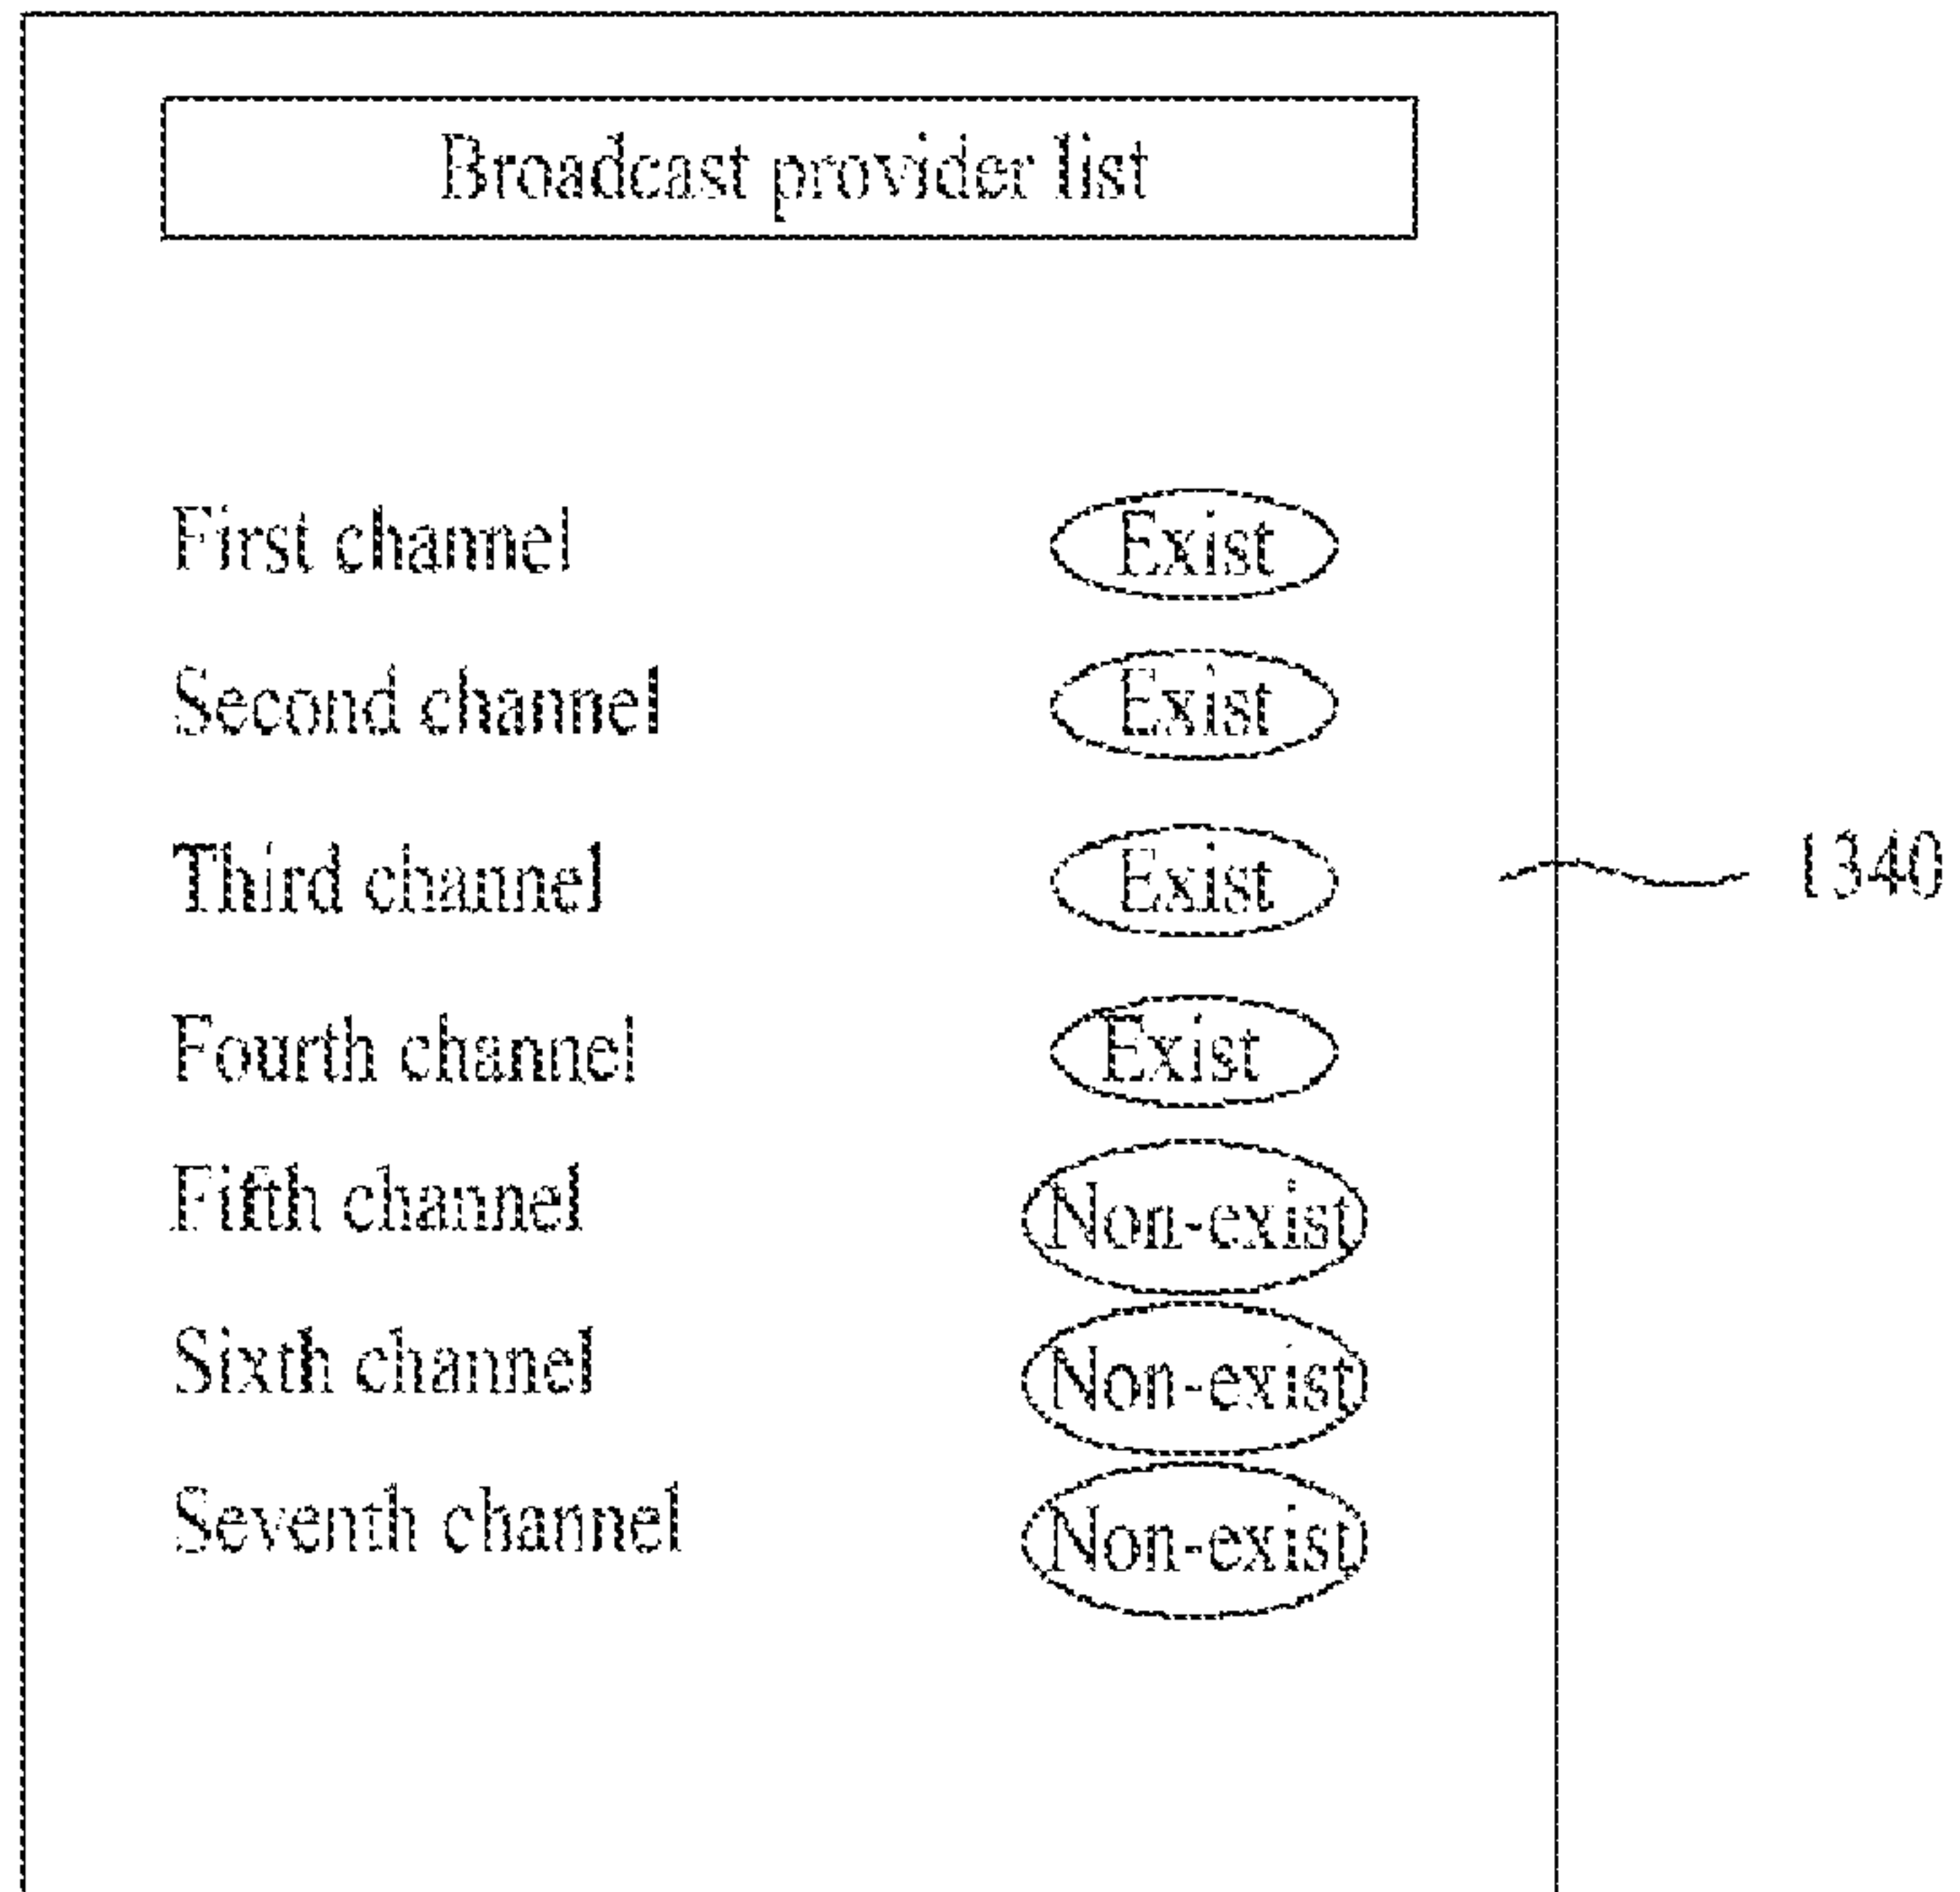 Broadcast provider list
First channel Exist
Second channel Exist
Third channel Exist
1340
Fourth channel Exist
Fifth channel Non-exist
Sixth channel Non-exist
Seventh channel Non-exist